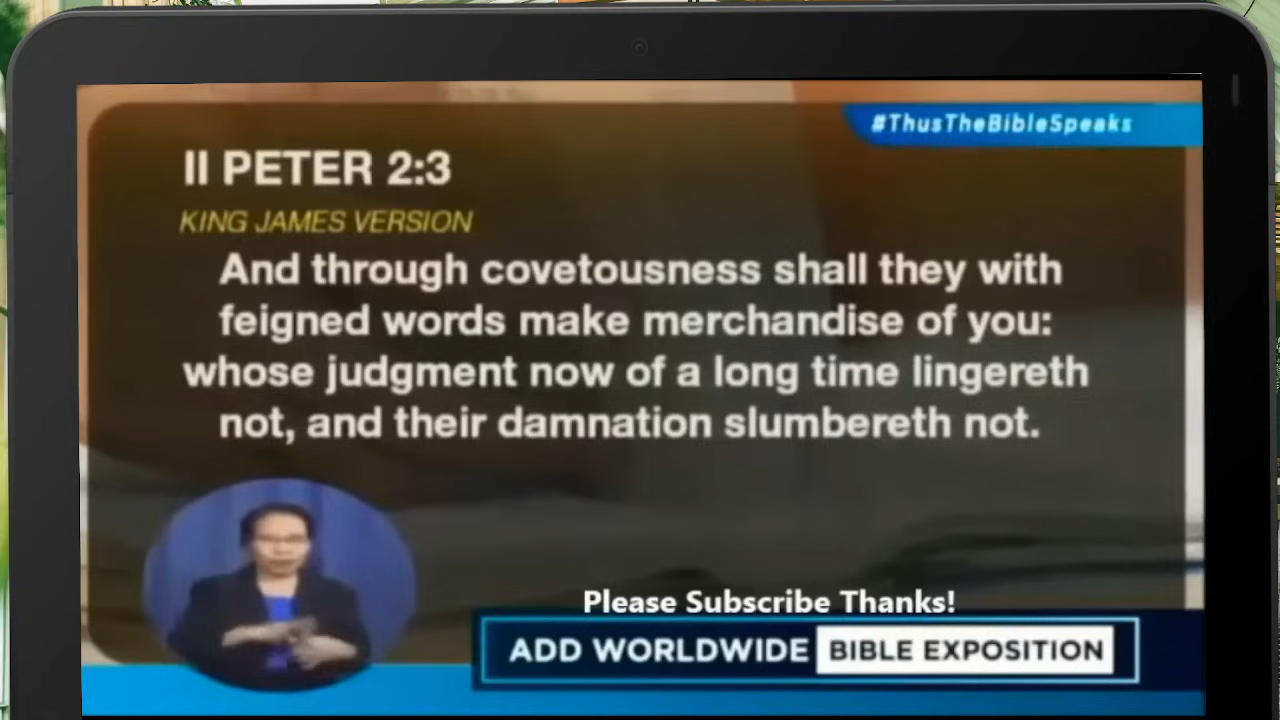 #ThusTheBibleSpeaks
II PETER 2:3
KING JAMES VERSION
And through covetousness shall they with
feigned words make merchandise of you:
whose judgment now of a long time lingereth
not, and their damnation slumbereth not.
Please Subscribe Thanks!
ADD WORLDWIDE BIBLE EXPOSITION